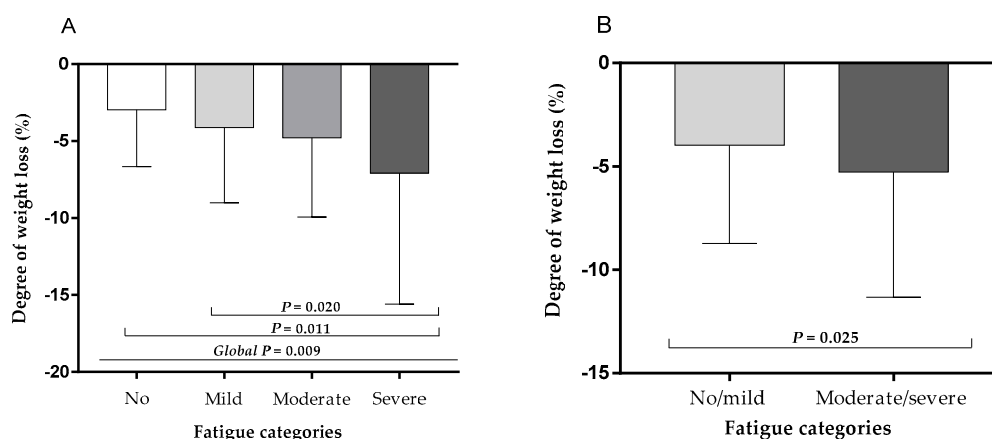 A
Degree of weight loss (%)
0
-5
-10
-15
-20
P = 0.020
P = 0.011
Global P = 0.009
No Mild Moderate Severe
Fatigue categories
B
Degree of weight loss (%)
0
-5
-10
-15
P = 0.025
No/mild Moderate/severe
Fatigue categories